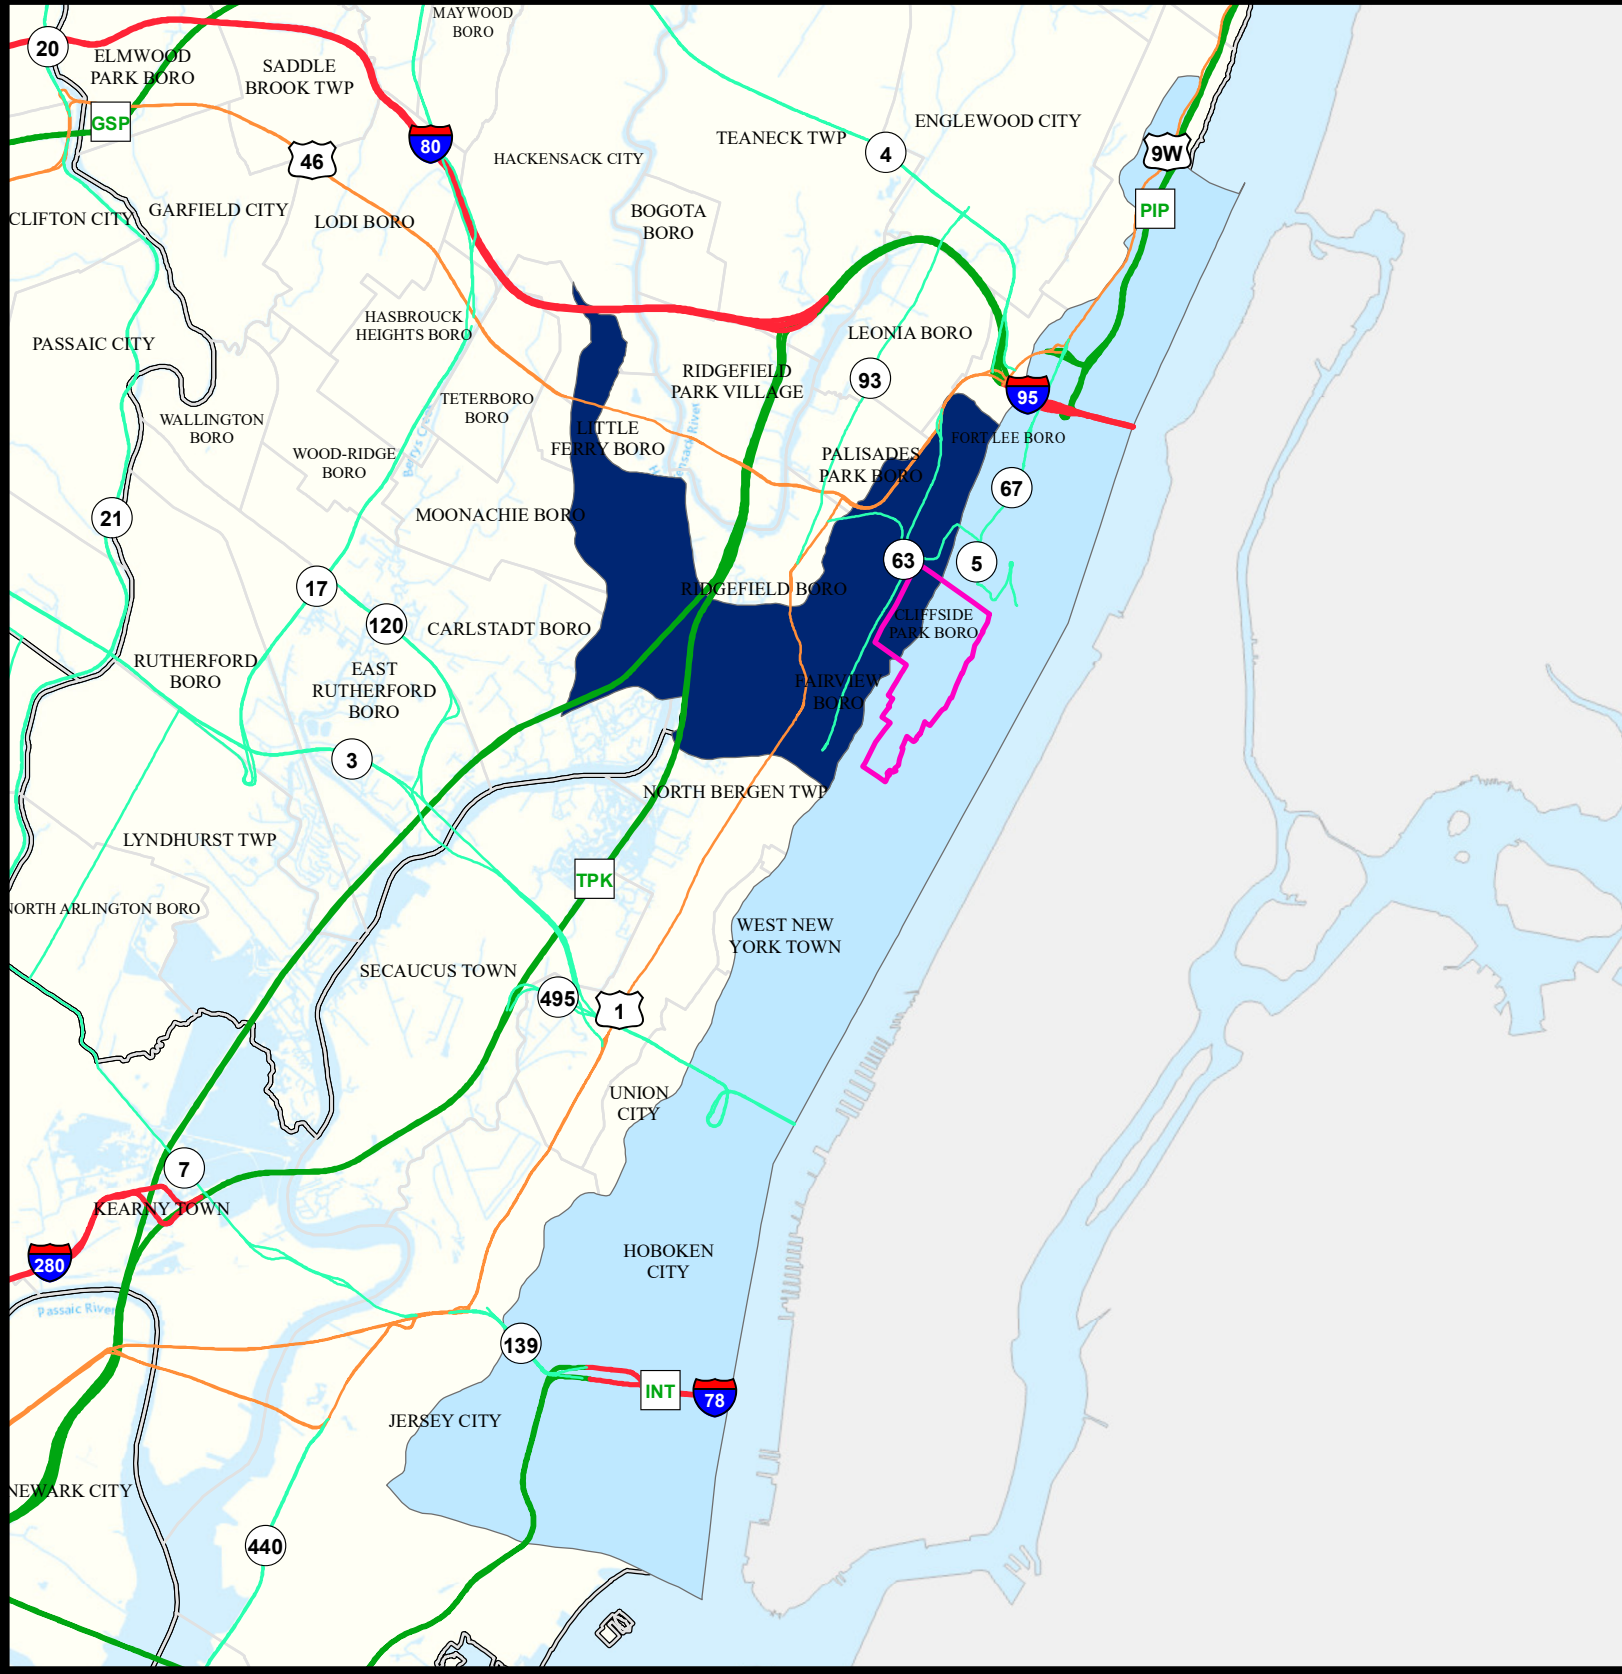 MAYWOOD
BORO
20
ELMWOOD
PARK BORO
SADDLE
BROOK TWP
GSP
46
80
HACKENSACK CITY
TEANECK TWP
4
ENGLEWOOD CITY
9W
PIP
CLIFTON CITY
GARFIELD CITY
LODI BORO
BOGOTA
BORO
HASBROUCK
HEIGHTS BORO
PASSAIC CITY
LEONIA BORO
RIDGEFIELD
PARK VILLAGE
93
95
WALLINGTON
BORO
TETERBORO
BORO
LITTLE
FERRY BORO
FORT LEE BORO
WOOD-RIDGE
BORO
PALISADES
PARK BORO
67
21
MOONACHIE BORO
63
5
17
RIDGEFIELD BORO
120
CARLSTADT BORO
CLIFFSIDE
PARK BORO
RUTHERFORD
BORO
EAST
RUTHERFORD
BORO
FAIRVIEW
BORO
3
NORTH BERGEN TWP
LYNDHURST TWP
TPK
NORTH ARLINGTON BORO
WEST NEW
YORK TOWN
SECAUCUS TOWN
495
1
UNION
CITY
7
KEARNY TOWN
280
HOBOKEN
CITY
Passaic River
139
INT
78
JERSEY CITY
NEWARK CITY
440